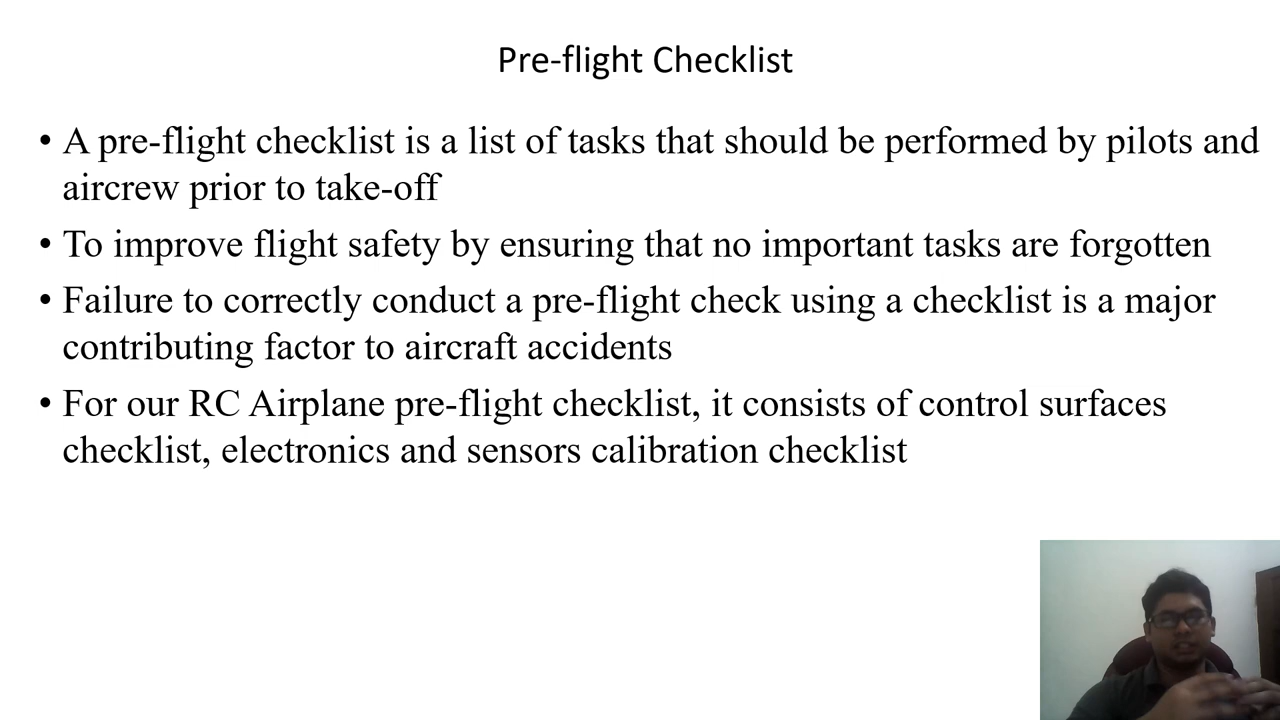 Pre-flight Checklist
• A pre-flight checklist is a list of tasks that should be performed by pilots and
aircrew prior to take-off
• To improve flight safety by ensuring that no important tasks are forgotten
• Failure to correctly conduct a pre-flight check using a checklist is a major
contributing factor to aircraft accidents
• For our RC Airplane pre-flight checklist, it consists of control surfaces
checklist, electronics and sensors calibration checklist